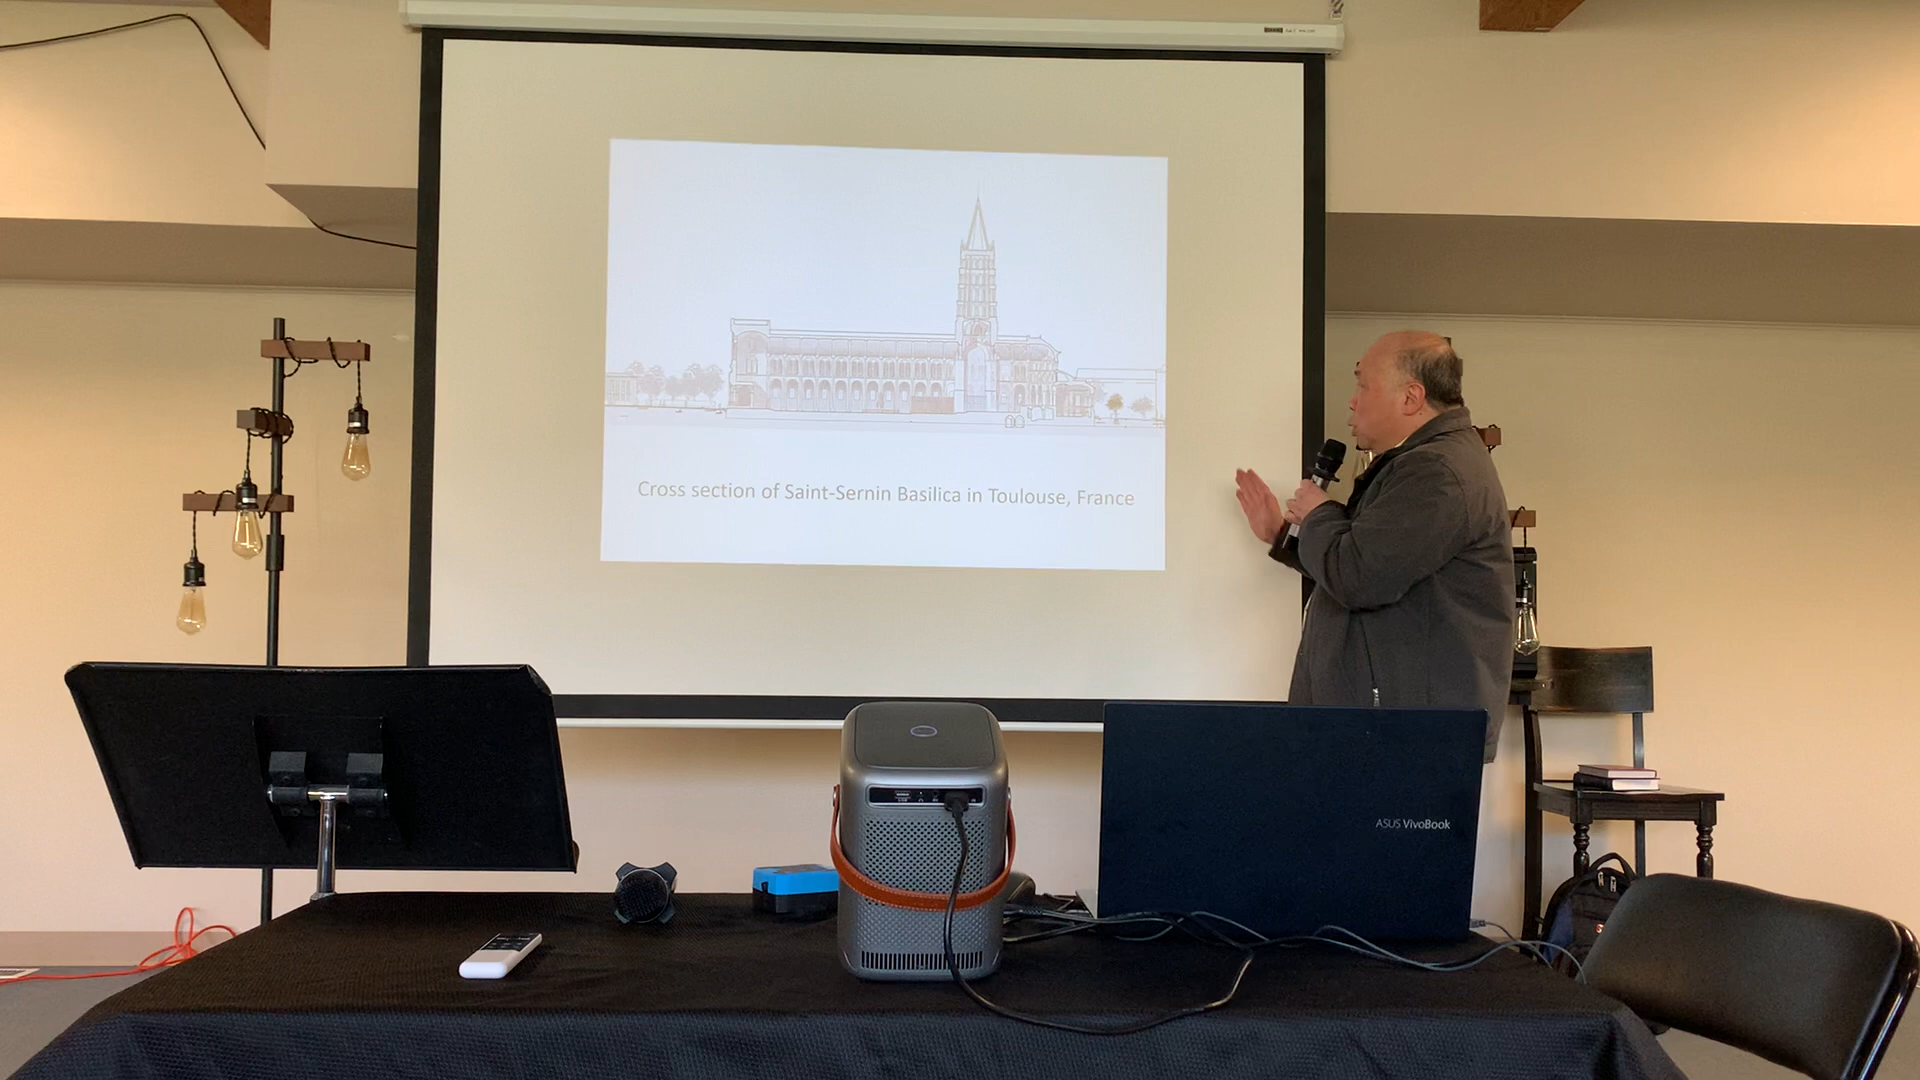 Cross section of Saint-Sernin Basilica in Toulouse, France
ASUS VivoBook